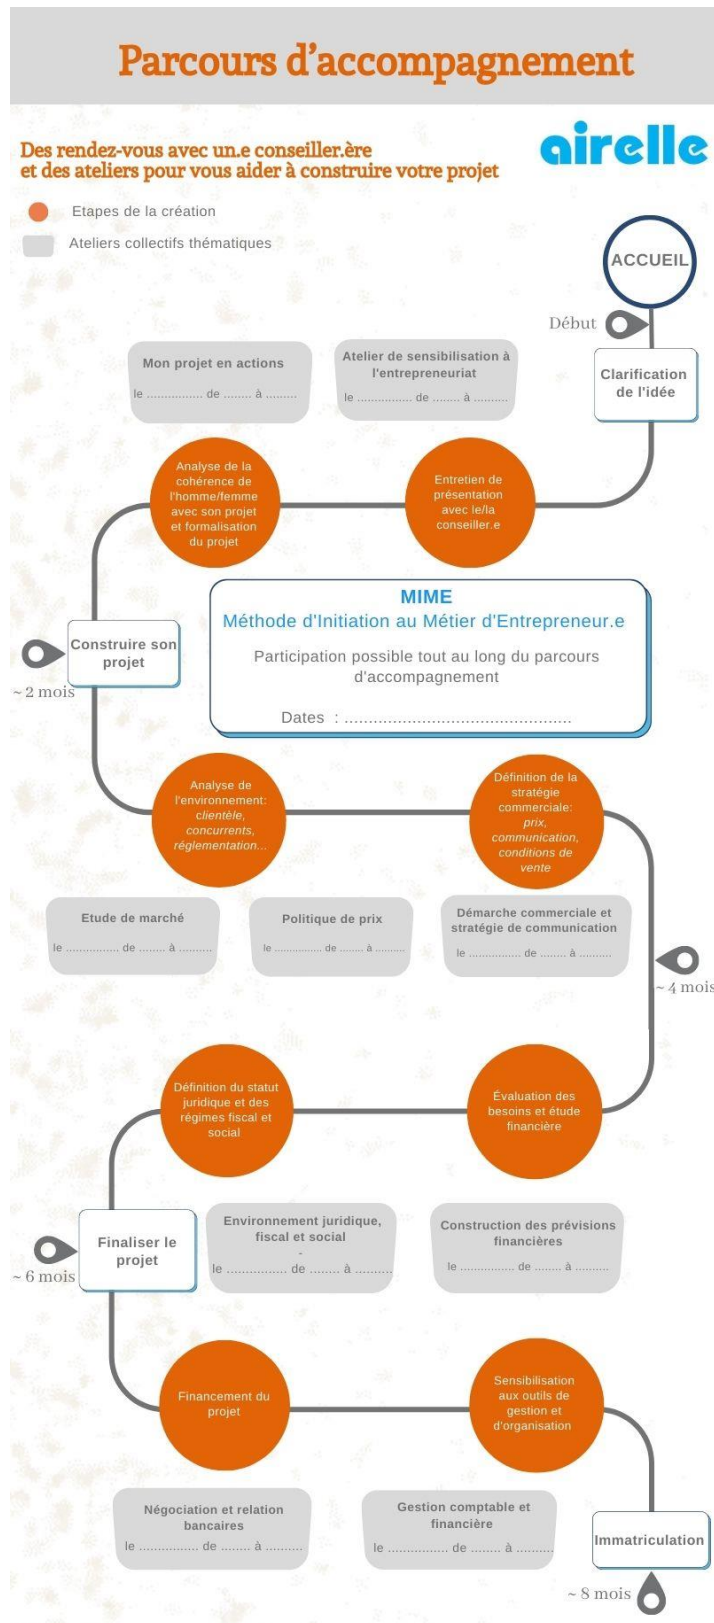 Parcours d'accompagnement
airelle
Des rendez-vous avec un.e conseiller.ère
et des ateliers pour vous aider à construire votre projet
Etapes de la création
Ateliers collectifs thématiques
ACCUEIL
Début
Clarification
de l'idée
Mon projet en actions
le ................ de ........ à .........
Atelier de sensibilisation à
l'entrepreneuriat
le ................ de ........ à ..........
Analyse de la
cohérence de
l'homme/femme
avec son projet
et formalisation
du projet
Entretien de
présentation
avec le/la
conseiller.e
MIME
Méthode d'Initiation au Métier d'Entrepreneur.e
Participation possible tout au long du parcours
d'accompagnement
Dates : ...............................................
Construire son
projet
~ 2 mois
Analyse de
l'environnement:
clientèle,
concurrents,
réglementation...
Définition de la
stratégie
commerciale:
prix,
communication,
conditions de
vente
Etude de marché
le ................ de ........ à ..........
Politique de prix
le ................ de ........ à ..........
Démarche commerciale et
stratégie de communication
le ................ de ........ à ..........
~ 4 mois
Définition du statut
juridique et des
régimes fiscal et
social
Évaluation des
besoins et étude
financière
Finaliser le
projet
~ 6 mois
Environnement juridique,
fiscal et social
-
le ................ de ........ à ..........
Construction des prévisions
financières
le ................ de ........ à ..........
Financement du
projet
Sensibilisation
aux outils de
gestion et
d'organisation
Négociation et relation
bancaires
le ................ de ........ à ..........
Gestion comptable et
financière
le ................ de ........ à ..........
Immatriculation
~ 8 mois